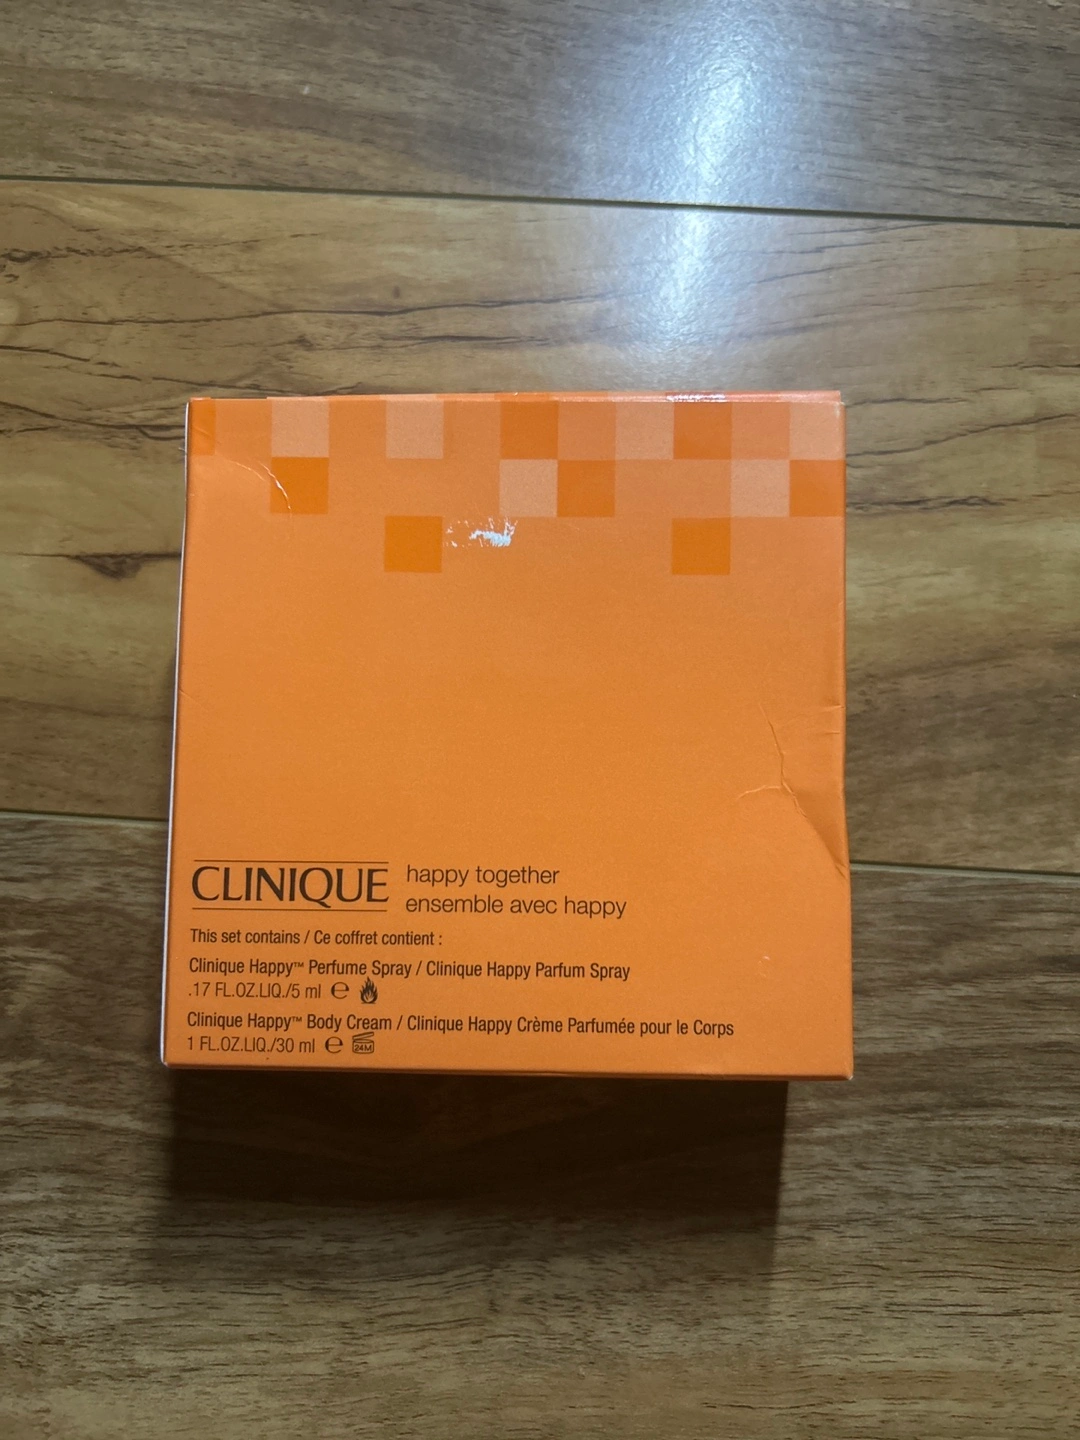 CLINIQUE
happy together
ensemble avec happy
This set contains / Ce coffret contient :
Clinique Happy™ Perfume Spray / Clinique Happy Parfum Spray
.17 FL.OZ.LIQ./5 ml ℮
Clinique Happy™ Body Cream / Clinique Happy Crème Parfumée pour le Corps
1 FL.OZ.LIQ./30 ml ℮ 24M